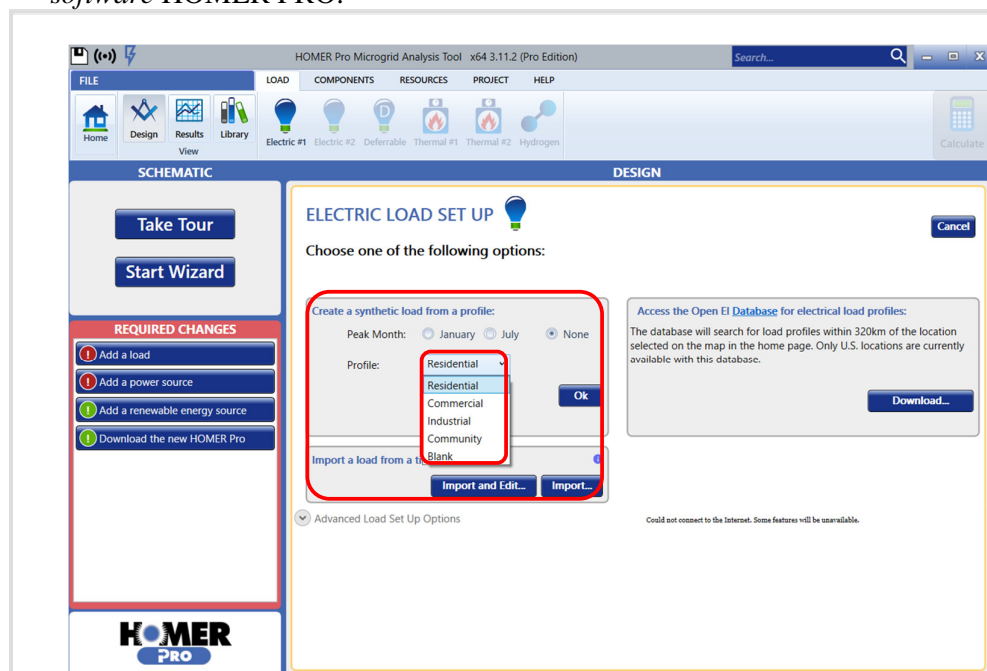 software HOMER PRO.
HOMER Pro Microgrid Analysis Tool x64 3.11.2 (Pro Edition)
Search...
FILE
LOAD COMPONENTS RESOURCES PROJECT HELP
Home
Design Results Library
View
Electric #1 Electric #2 Deferrable Thermal #1 Thermal #2 Hydrogen
Calculate
SCHEMATIC
DESIGN
Take Tour
Start Wizard
REQUIRED CHANGES
Add a load
Add a power source
Add a renewable energy source
Download the new HOMER Pro
HOMER
PRO
ELECTRIC LOAD SET UP
Cancel
Choose one of the following options:
Create a synthetic load from a profile:
Peak Month: January July None
Profile: Residential
Residential
Commercial
Industrial
Community
Blank
Ok
Import a load from a ti
Import and Edit... Import...
Advanced Load Set Up Options
Access the Open EI Database for electrical load profiles:
The database will search for load profiles within 320km of the location
selected on the map in the home page. Only U.S. locations are currently
available with this database.
Download...
Could not connect to the Internet. Some features will be unavailable.